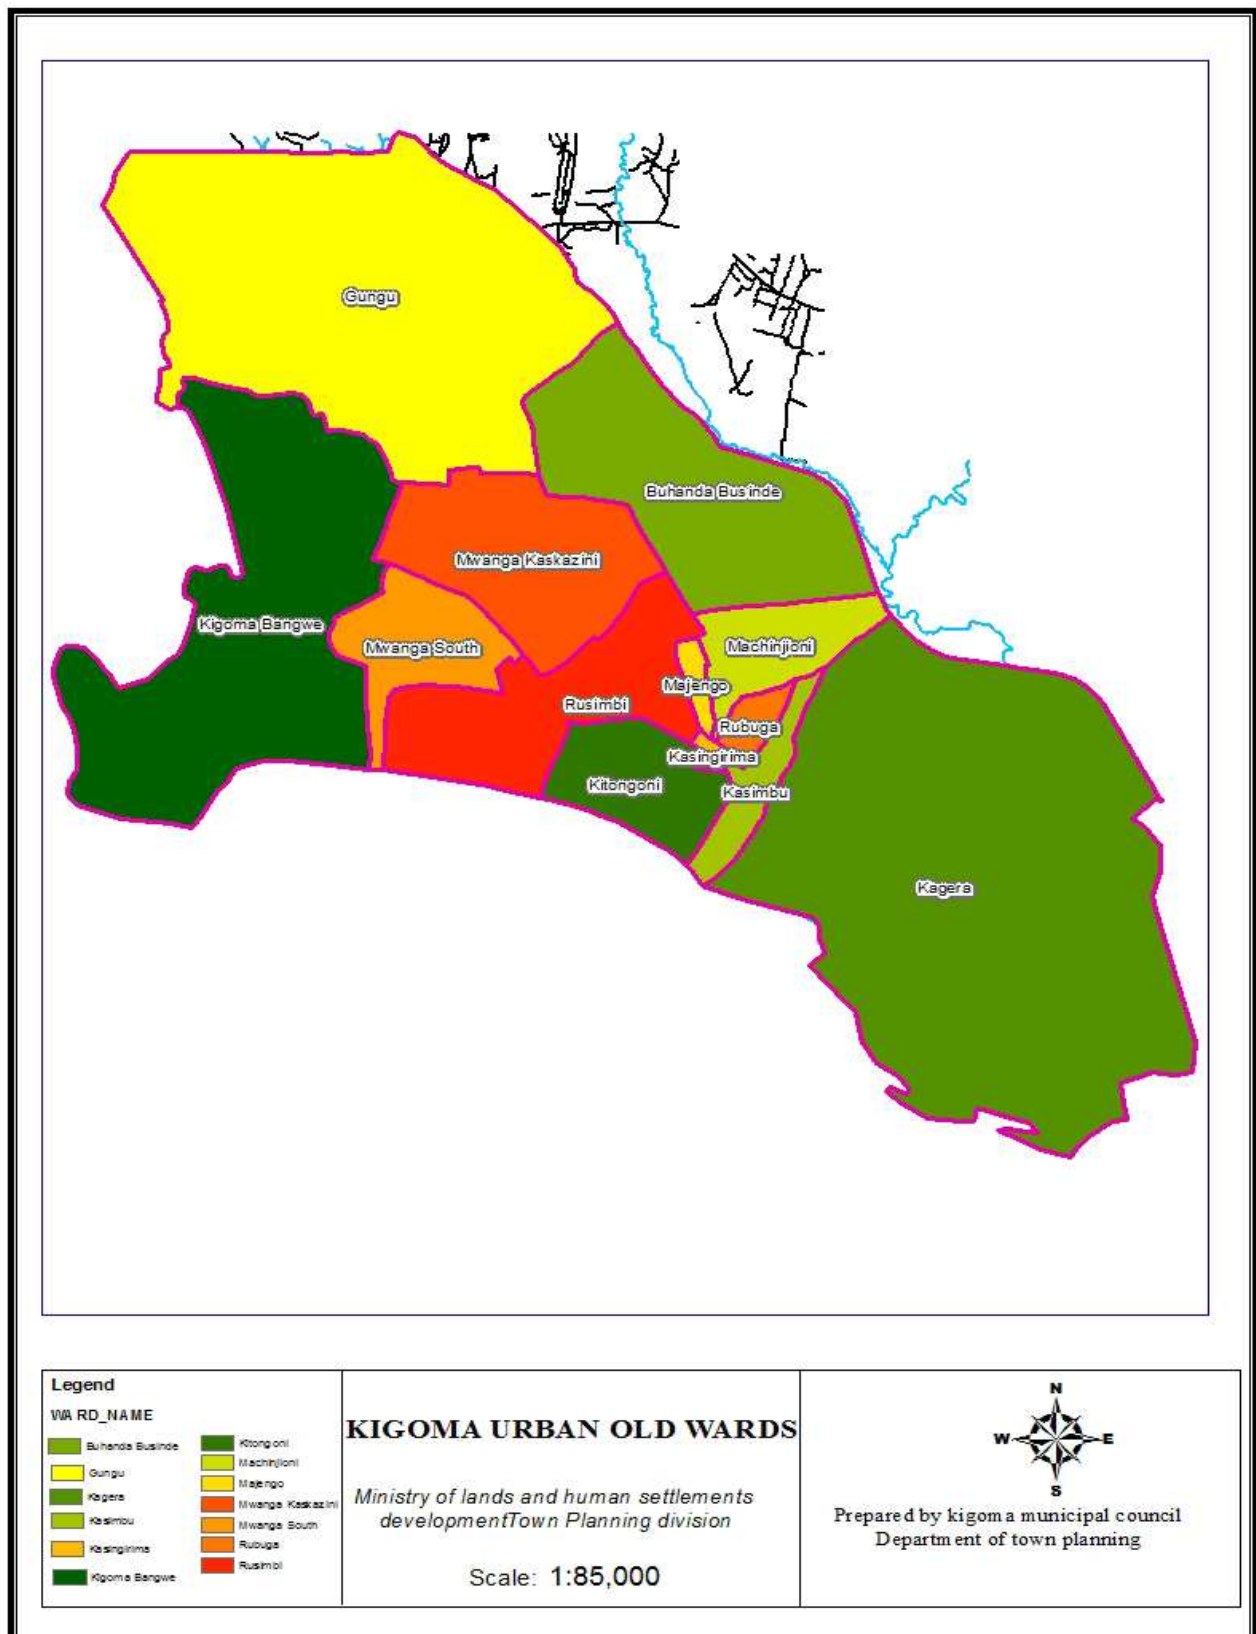 Gungu
Buhanda Businde
Mwanga Kaskazini
Kigoma Bangwe
Mwanga South
Machinjioni
Majengo
Rusimbi
Rubuga
Kasingirima
Kitongoni
Kasimbu
Kagera
Legend
WARD_NAME
Buhanda Businde
Gungu
Kagera
Kasimbu
Kasingirima
Kigoma Bangwe
Kitongoni
Machinjioni
Majengo
Mwanga Kaskazini
Mwanga South
Rubuga
Rusimbi
KIGOMA URBAN OLD WARDS
Ministry of lands and human settlements
developmentTown Planning division
Scale: 1:85,000
N
W E
S
Prepared by kigoma municipal council
Department of town planning